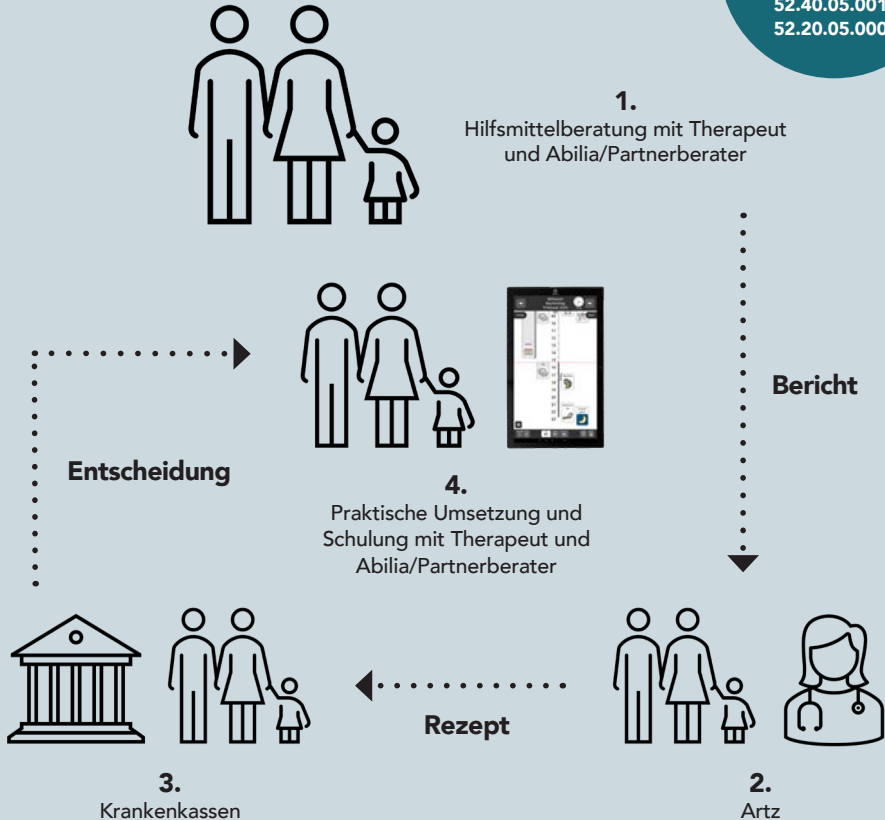 52.40.05.001
52.20.05.000
1.
Hilfsmittelberatung mit Therapeut
und Abilia/Partnerberater
Bericht
Entscheidung
4.
Praktische Umsetzung und
Schulung mit Therapeut und
Abilia/Partnerberater
Rezept
3.
Krankenkassen
2.
Artz